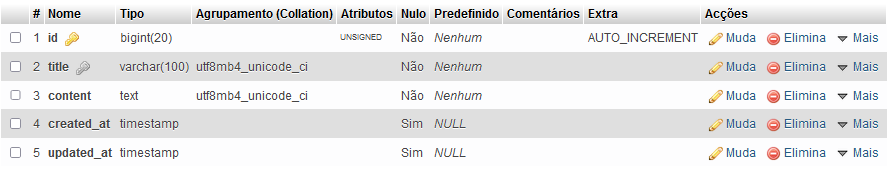 # Nome Tipo Agrupamento (Collation) Atributos Nulo Predefinido Comentários Extra Acções
1 id bigint(20) UNSIGNED Não Nenhum AUTO_INCREMENT Muda Elimina Mais
2 title varchar(100) utf8mb4_unicode_ci Não Nenhum Muda Elimina Mais
3 content text utf8mb4_unicode_ci Não Nenhum Muda Elimina Mais
4 created_at timestamp Sim NULL Muda Elimina Mais
5 updated_at timestamp Sim NULL Muda Elimina Mais